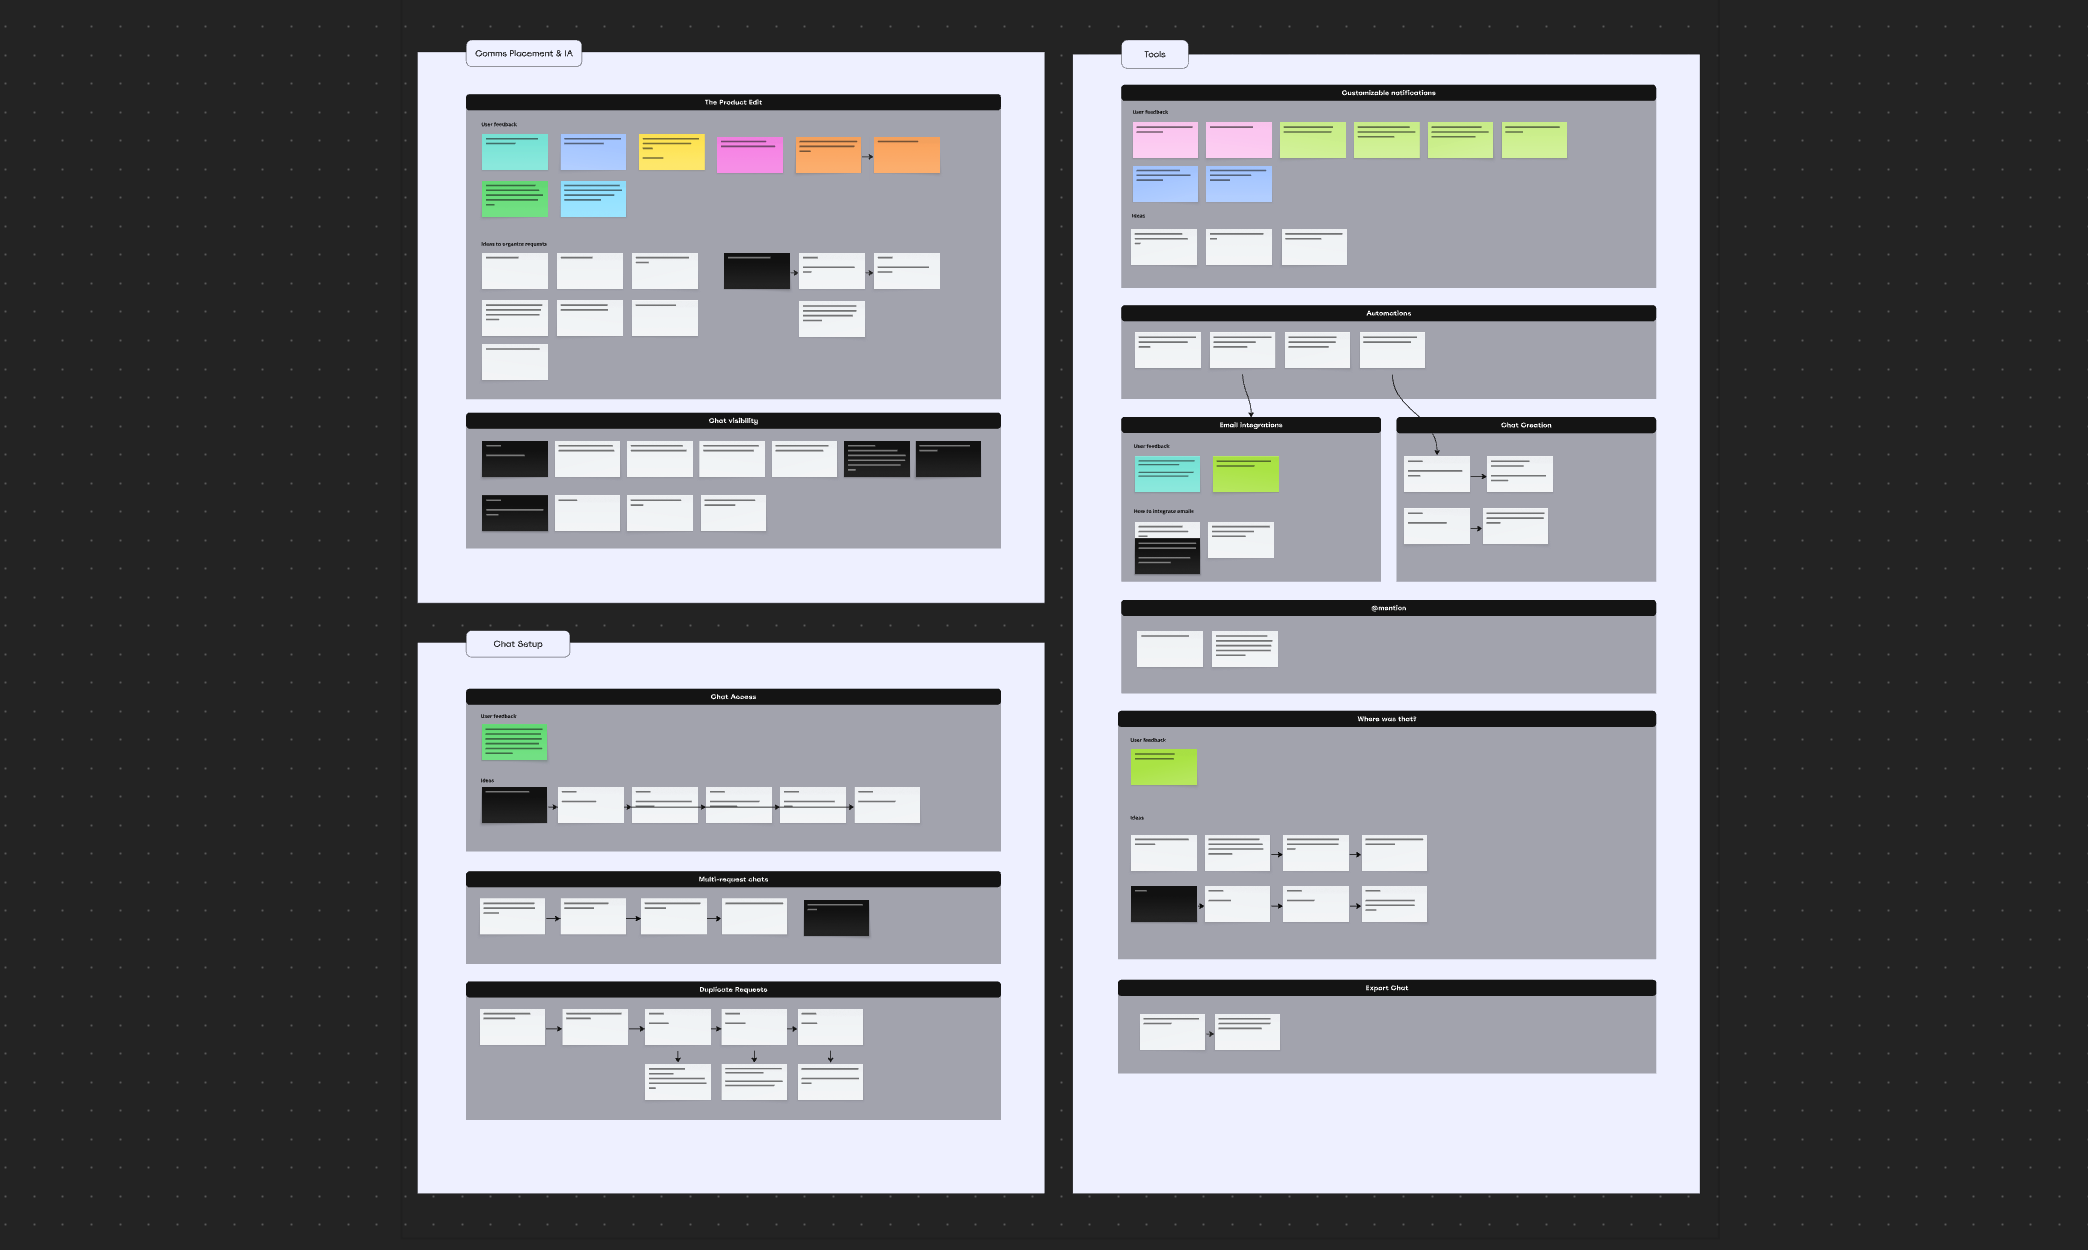 Comms Placement & IA
The Product Edit
User feedback
Ideas to organize requests
Chat visibility
Chat Setup
Chat Access
User feedback
Ideas
Multi-request chats
Duplicate Requests
Tools
Customizable notifications
User feedback
Ideas
Automations
Email integrations
User feedback
How to integrate emails
Chat Creation
@mention
Where was that?
User feedback
Ideas
Export Chat